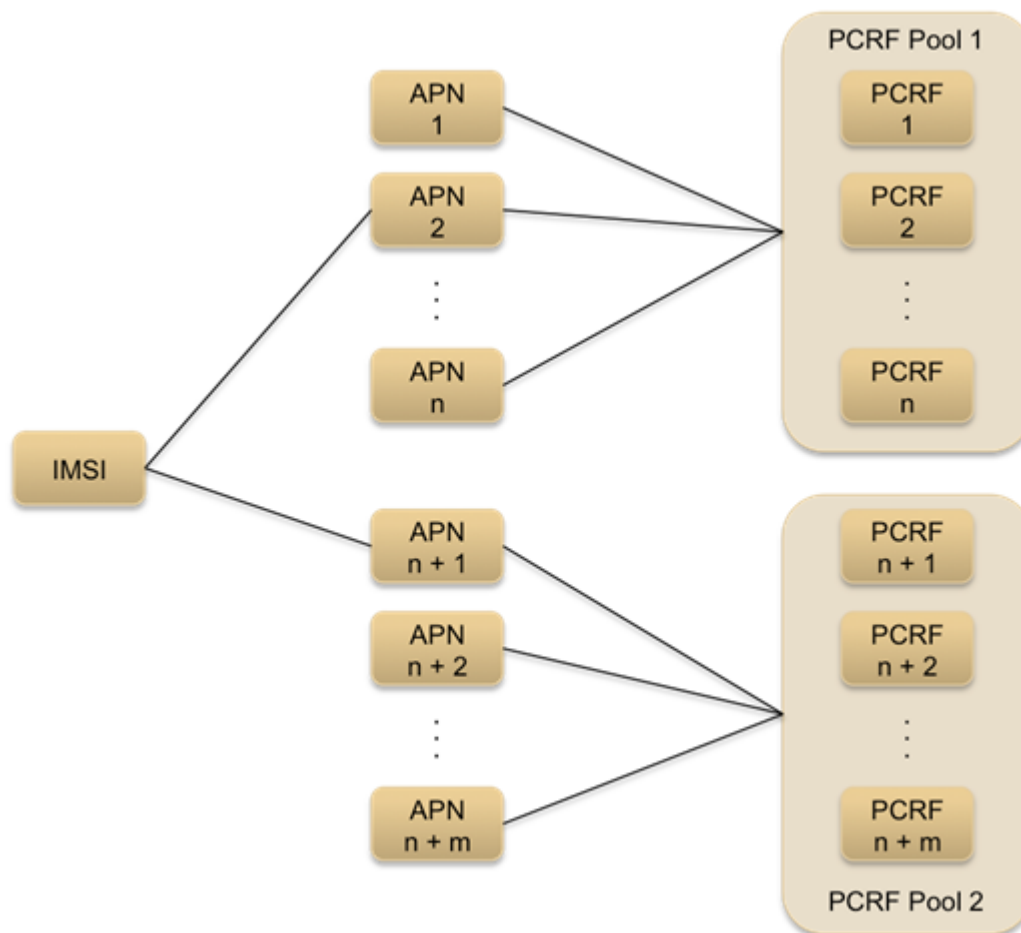 PCRF Pool 1
APN
1
PCRF
1
APN
2
PCRF
2
APN
n
PCRF
n
IMSI
APN
n + 1
PCRF
n + 1
APN
n + 2
PCRF
n + 2
APN
n + m
PCRF
n + m
PCRF Pool 2